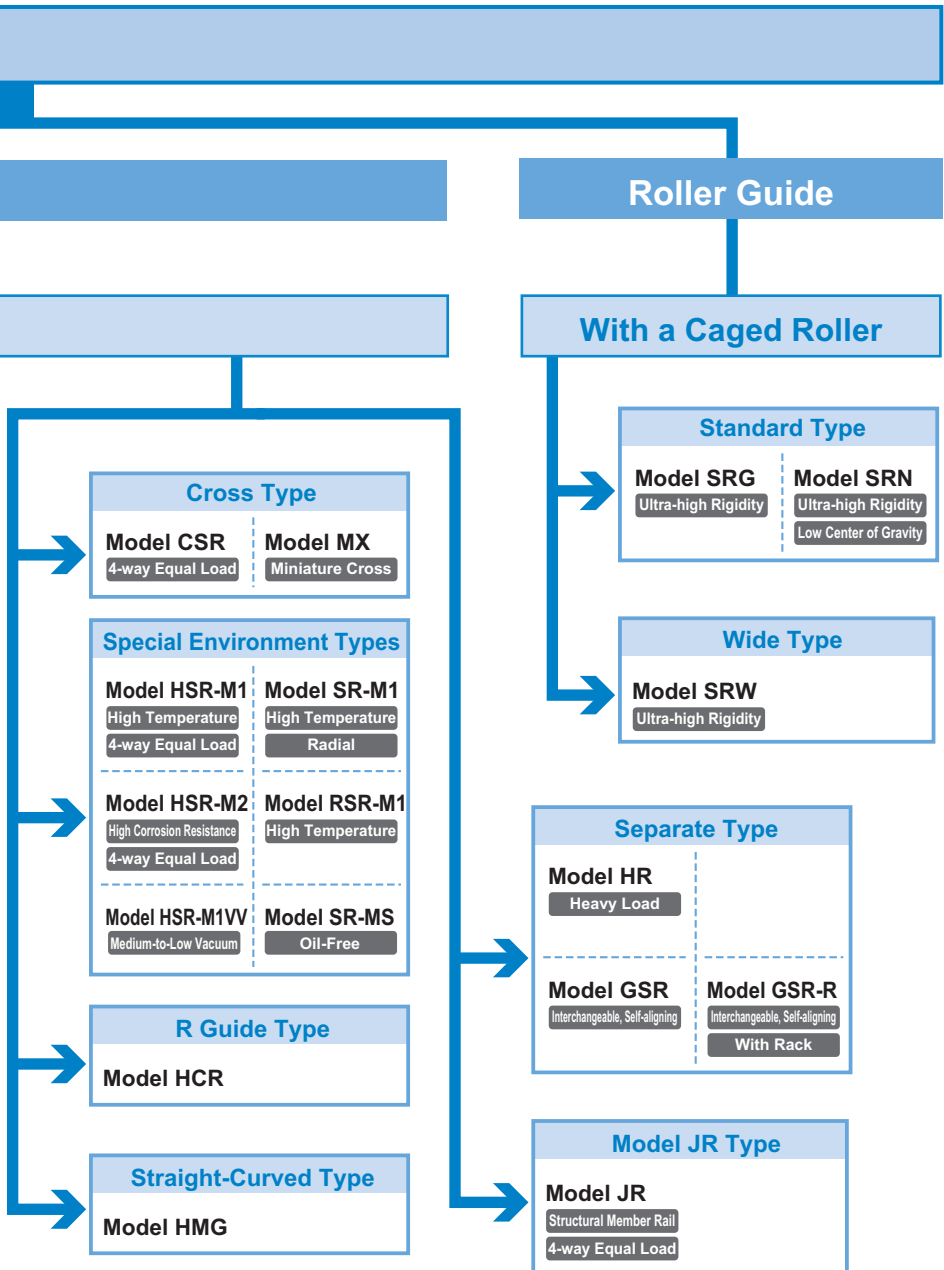 Roller Guide
With a Caged Roller
Standard Type
Model SRG
Ultra-high Rigidity
Model SRN
Ultra-high Rigidity
Low Center of Gravity
Wide Type
Model SRW
Ultra-high Rigidity
Cross Type
Model CSR
4-way Equal Load
Model MX
Miniature Cross
Special Environment Types
Model HSR-M1
High Temperature
4-way Equal Load
Model SR-M1
High Temperature
Radial
Model HSR-M2
High Corrosion Resistance
4-way Equal Load
Model RSR-M1
High Temperature
Model HSR-M1VV
Medium-to-Low Vacuum
Model SR-MS
Oil-Free
R Guide Type
Model HCR
Straight-Curved Type
Model HMG
Separate Type
Model HR
Heavy Load
Model GSR
Interchangeable, Self-aligning
Model GSR-R
Interchangeable, Self-aligning
With Rack
Model JR Type
Model JR
Structural Member Rail
4-way Equal Load